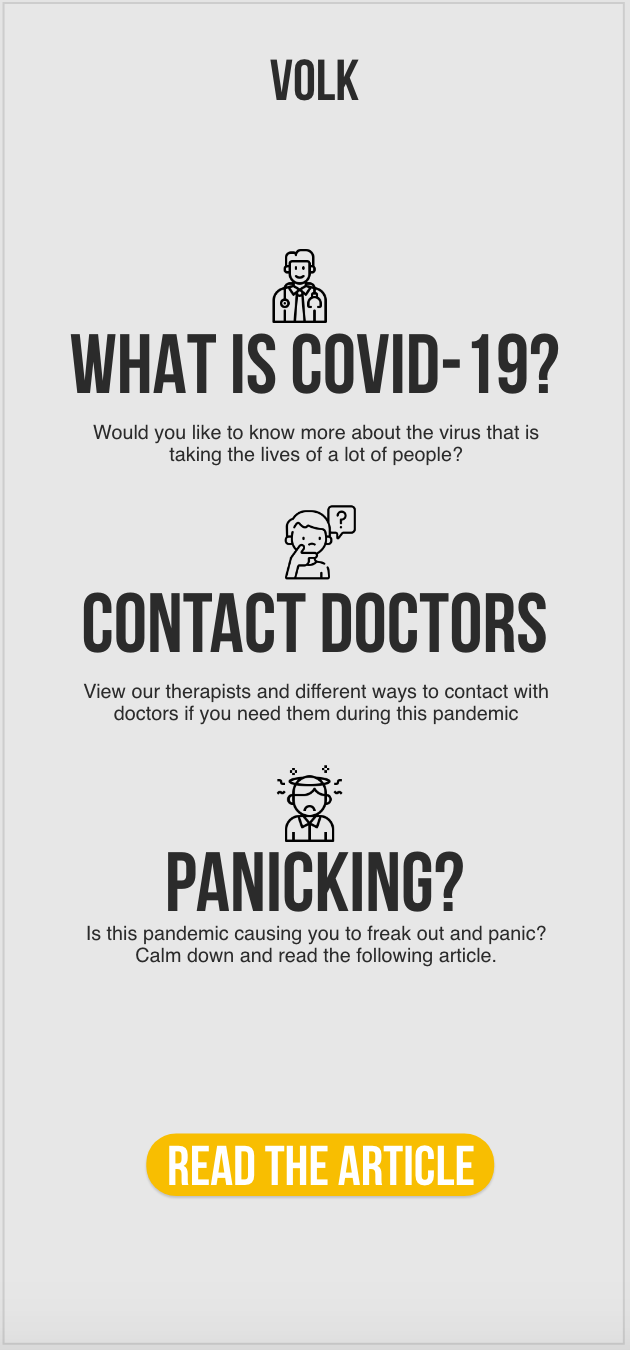 VOLK
?
WHAT IS COVID-19?
Would you like to know more about the virus that is
taking the lives of a lot of people?
CONTACT DOCTORS
View our therapists and different ways to contact with
doctors if you need them during this pandemic
PANICKING?
Is this pandemic causing you to freak out and panic?
Calm down and read the following article.
READ THE ARTICLE